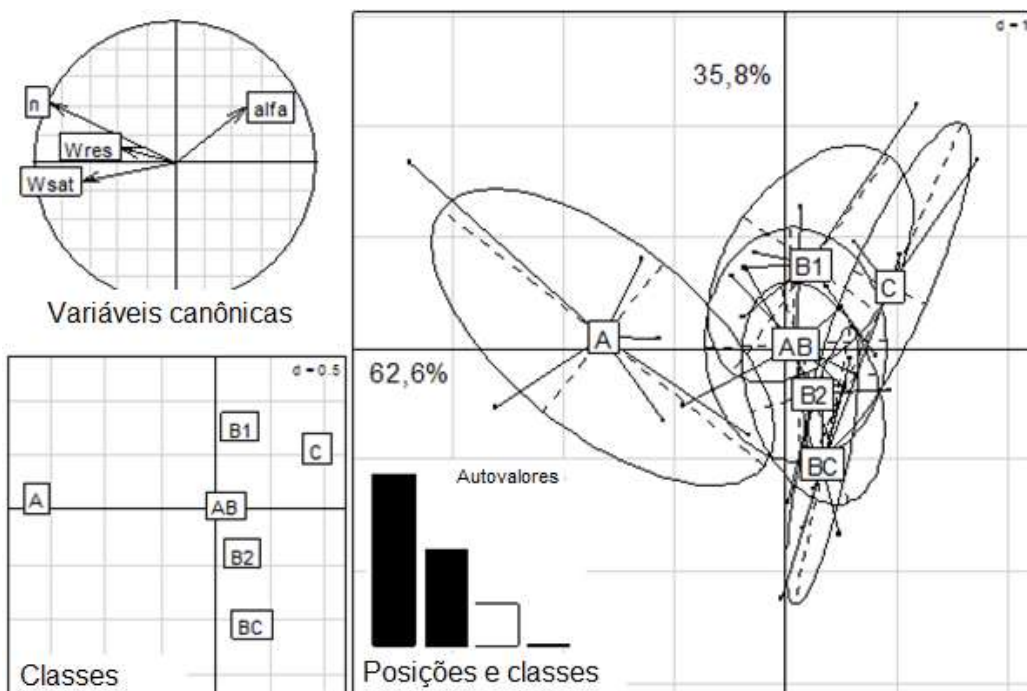 n
alfa
Wres
Wsat
Variáveis canônicas
d = 0.5
B1
C
A
AB
B2
BC
Classes
35,8%
B1
C
A
AB
62,6%
B2
BC
Autovalores
Posições e classes